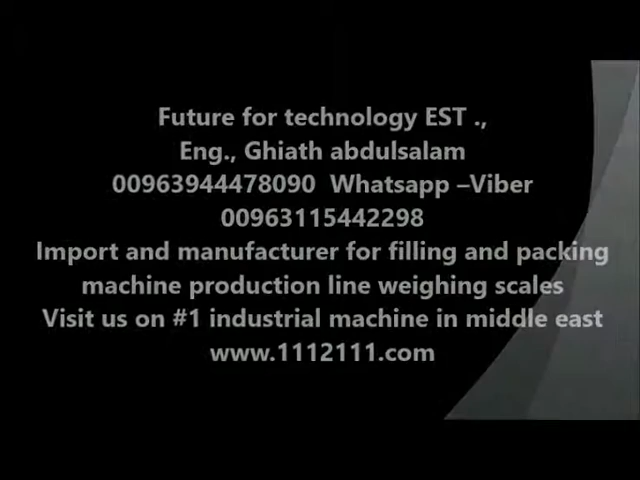 Future for technology EST .,
Eng., Ghiath abdulsalam
00963944478090  Whatsapp –Viber
00963115442298
Import and manufacturer for filling and packing
machine production line weighing scales
Visit us on #1 industrial machine in middle east
www.1112111.com